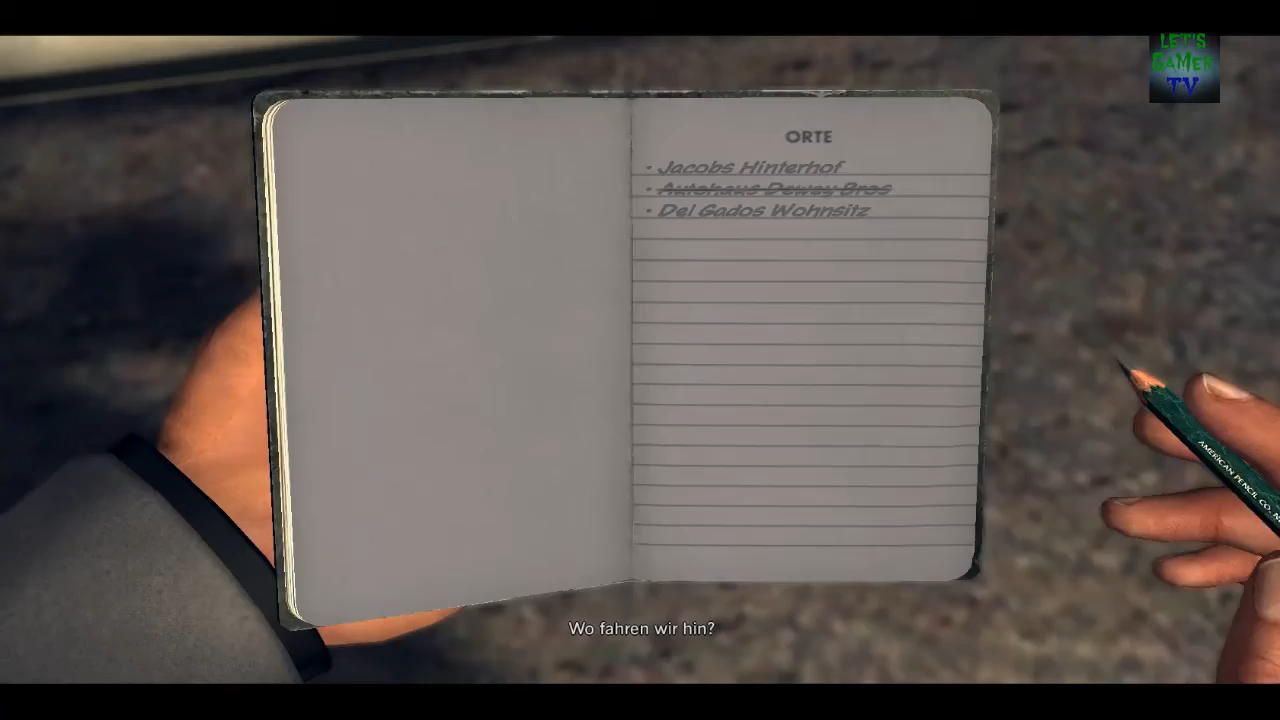 LET'S
GAMER
TV
ORTE
• Jacobs Hinterhof
• Autohaus Dewey Bros
• Del Gados Wohnsitz
AMERICAN PENCIL CO. N
Wo fahren wir hin?